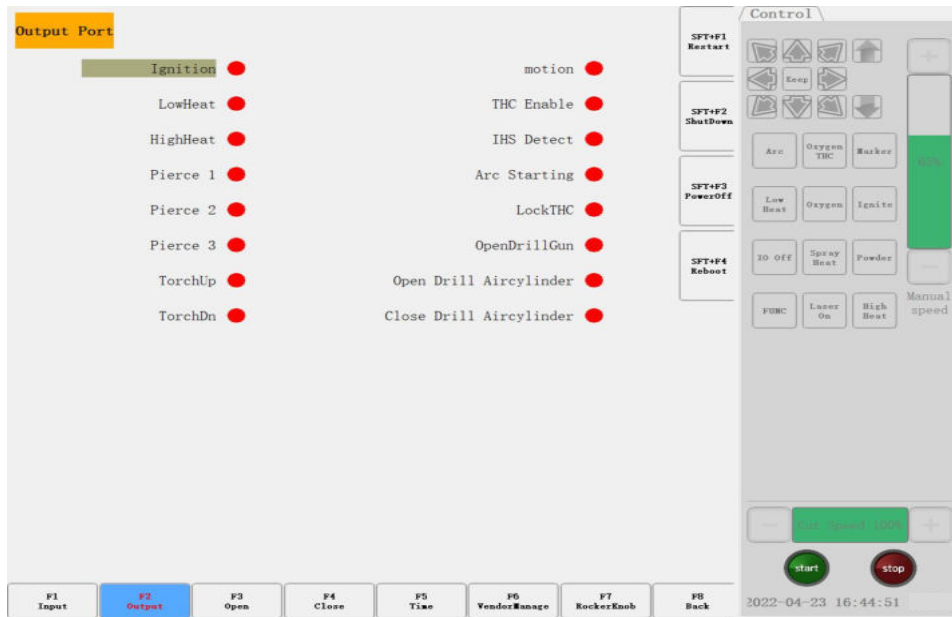 Output Port
Ignition
LowHeat
HighHeat
Pierce 1
Pierce 2
Pierce 3
TorchUp
TorchDn
motion
THC Enable
IHS Detect
Arc Starting
LockTHC
OpenDrillGun
Open Drill Aircylinder
Close Drill Aircylinder
SFT+F1
Restart
SFT+F2
ShutDown
SFT+F3
PowerOff
SFT+F4
Reboot
Control
Keep
Arc
Oxygen
THC
Marker
Low
Heat
Oxygen
Ignite
IO Off
Spray
Heat
Powder
FUNC
Laser
On
High
Heat
Manual
speed
Cut Speed 100%
start
stop
2022-04-23 16:44:51
F1
Input
F2
Output
F3
Open
F4
Close
F5
Time
F6
VendorManage
F7
RockerKnob
F8
Back